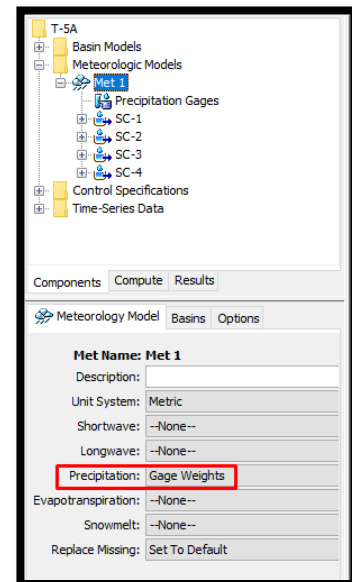 T-5A
Basin Models
Meteorologic Models
Met 1
Precipitation Gages
SC-1
SC-2
SC-3
SC-4
Control Specifications
Time-Series Data
Components Compute Results
Meteorology Model Basins Options
Met Name: Met 1
Description:
Unit System: Metric
Shortwave: --None--
Longwave: --None--
Precipitation: Gage Weights
Evapotranspiration: --None--
Snowmelt: --None--
Replace Missing: Set To Default